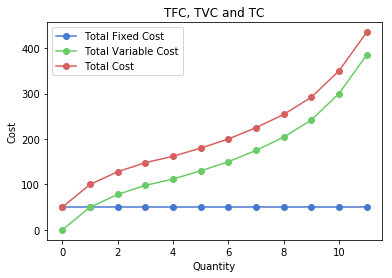 TFC, TVC and TC
Total Fixed Cost
Total Variable Cost
Total Cost
400
300
200
100
0
Cost
0 2 4 6 8 10
Quantity